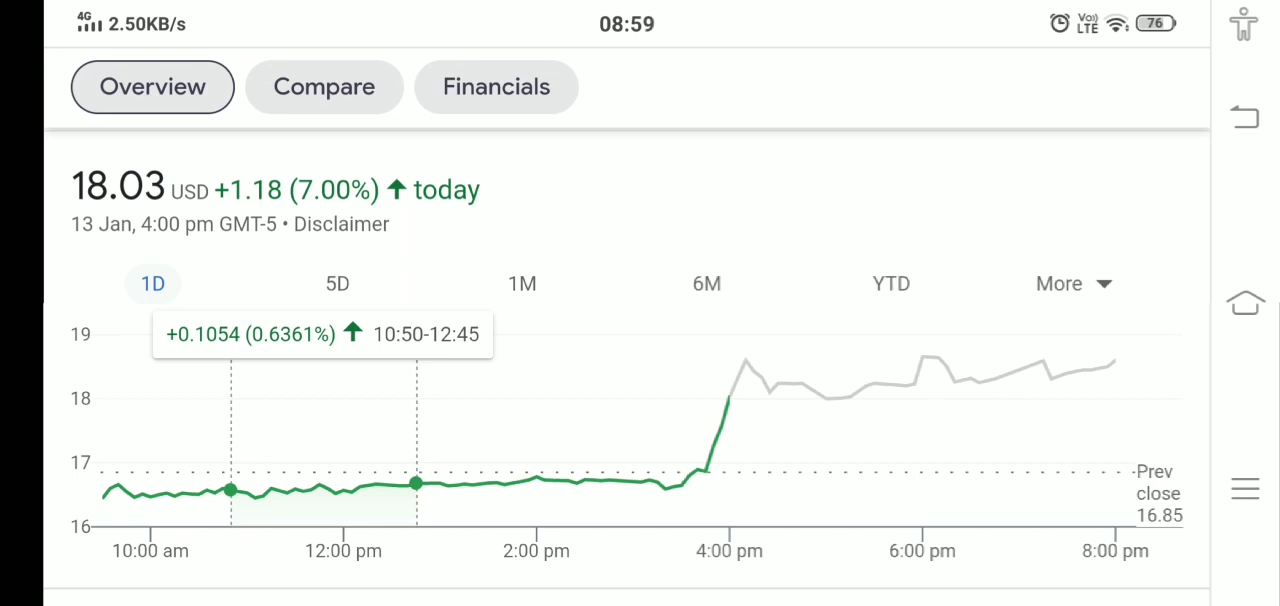 4G 2.50KB/s 08:59 Vo)) LTE 76
Overview Compare Financials
18.03 USD +1.18 (7.00%) ↑ today
13 Jan, 4:00 pm GMT-5 • Disclaimer
1D 5D 1M 6M YTD More
+0.1054 (0.6361%) ↑ 10:50-12:45
19
18
17
16
Prev
close
16.85
10:00 am 12:00 pm 2:00 pm 4:00 pm 6:00 pm 8:00 pm